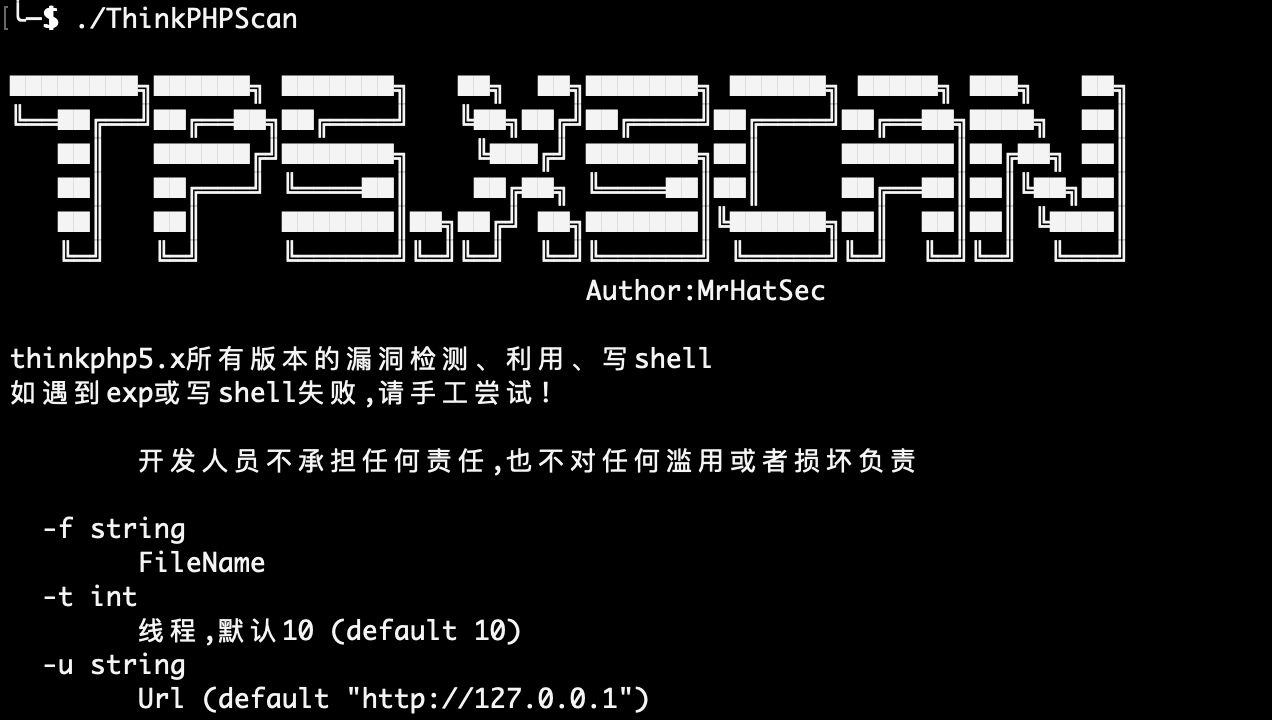 └─$ ./ThinkPHPScan
TP5.XSCAN
Author:MrHatSec
thinkphp5.x所有版本的漏洞检测、利用、写shell
如遇到exp或写shell失败,请手工尝试!
开发人员不承担任何责任,也不对任何滥用或者损坏负责
-f string
FileName
-t int
线程,默认10 (default 10)
-u string
Url (default "http://127.0.0.1")